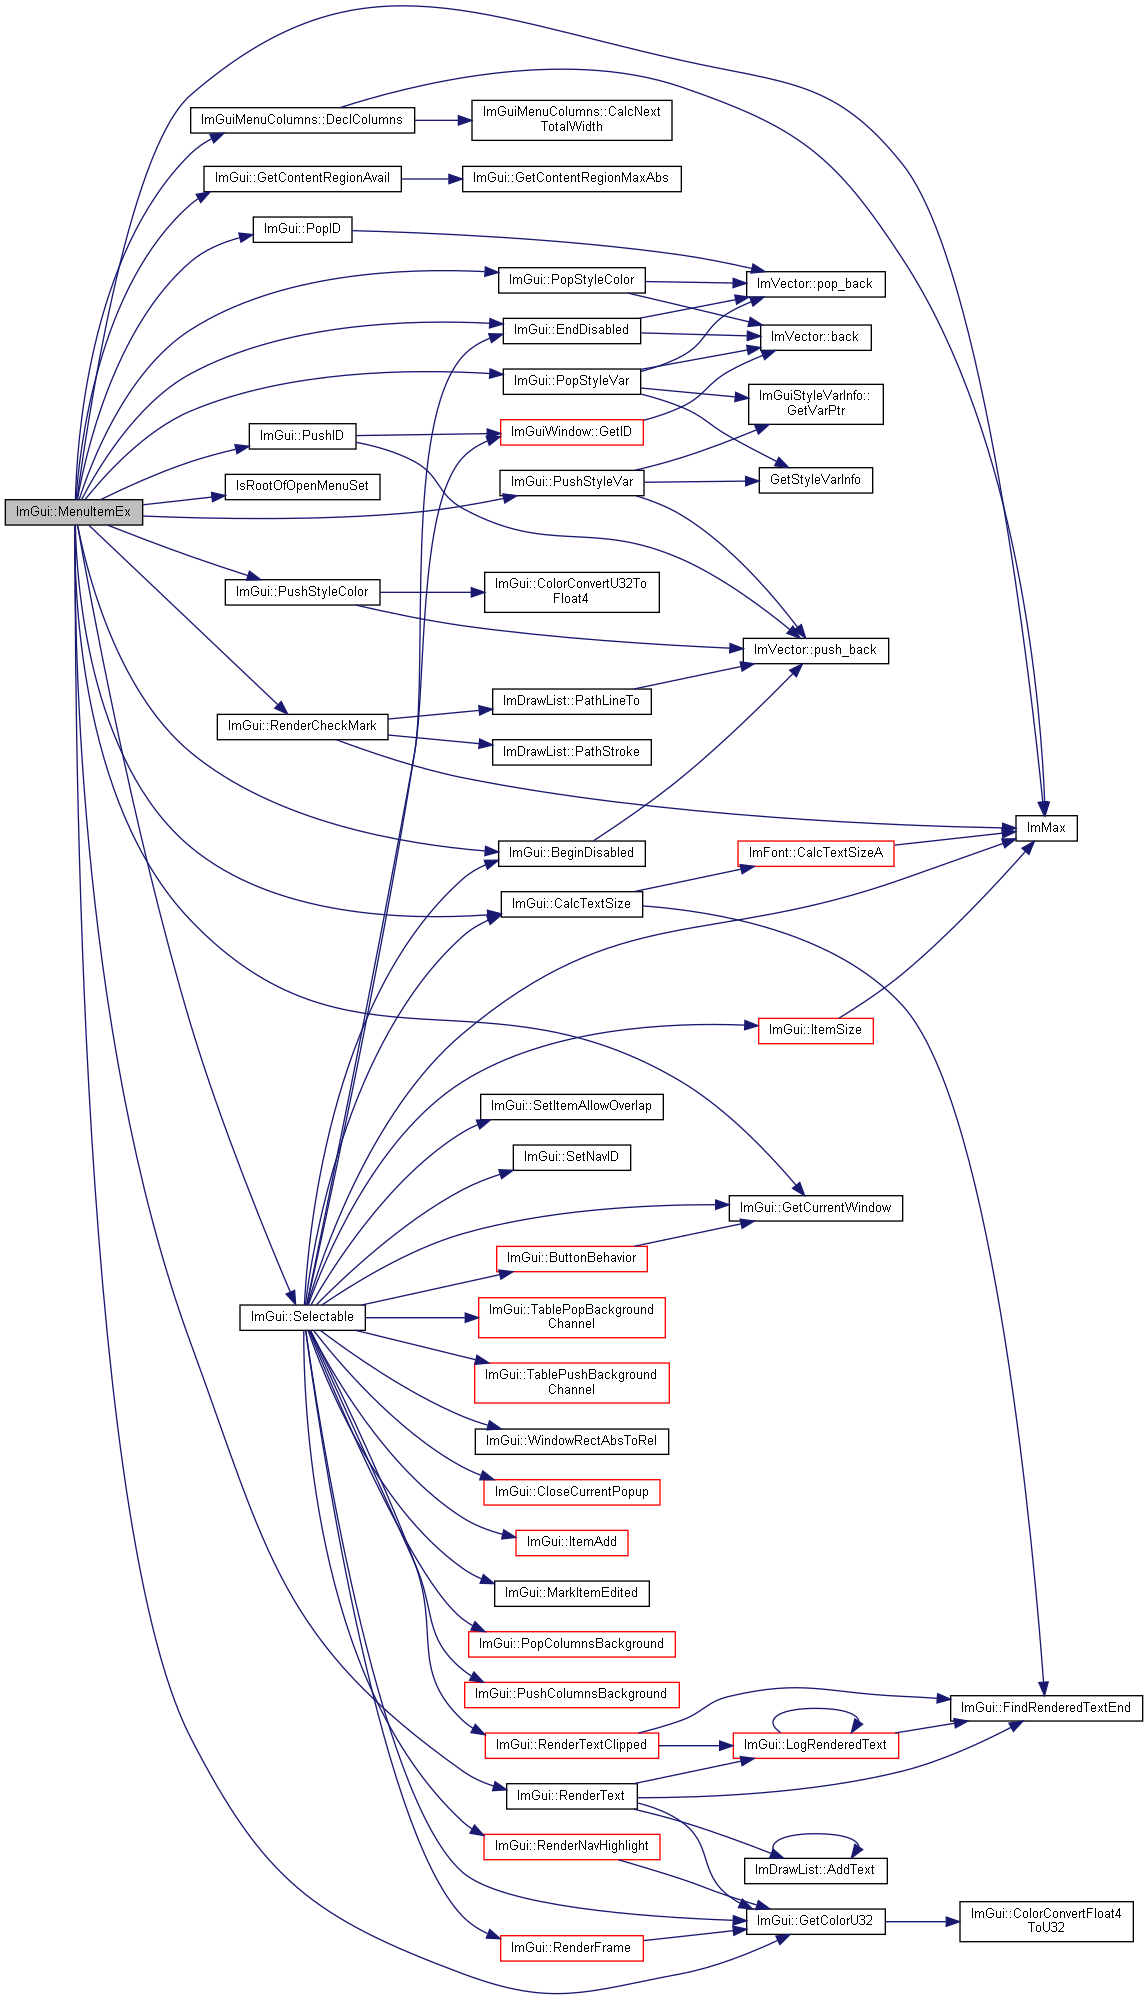 ImGuiMenuColumns::DeclColumns
ImGuiMenuColumns::CalcNext
TotalWidth
ImGui::GetContentRegionAvail
ImGui::GetContentRegionMaxAbs
ImGui::PopID
ImGui::PopStyleColor
ImVector::pop_back
ImGui::EndDisabled
ImVector::back
ImGui::PopStyleVar
ImGuiStyleVarInfo::
GetVarPtr
ImGui::PushID
ImGuiWindow::GetID
IsRootOfOpenMenuSet
ImGui::PushStyleVar
GetStyleVarInfo
ImGui::MenuItemEx
ImGui::PushStyleColor
ImGui::ColorConvertU32To
Float4
ImVector::push_back
ImGui::RenderCheckMark
ImDrawList::PathLineTo
ImDrawList::PathStroke
ImMax
ImGui::BeginDisabled
ImFont::CalcTextSizeA
ImGui::CalcTextSize
ImGui::ItemSize
ImGui::SetItemAllowOverlap
ImGui::SetNavID
ImGui::GetCurrentWindow
ImGui::ButtonBehavior
ImGui::Selectable
ImGui::TablePopBackground
Channel
ImGui::TablePushBackground
Channel
ImGui::WindowRectAbsToRel
ImGui::CloseCurrentPopup
ImGui::ItemAdd
ImGui::MarkItemEdited
ImGui::PopColumnsBackground
ImGui::PushColumnsBackground
ImGui::FindRenderedTextEnd
ImGui::RenderTextClipped
ImGui::LogRenderedText
ImGui::RenderText
ImGui::RenderNavHighlight
ImDrawList::AddText
ImGui::GetColorU32
ImGui::ColorConvertFloat4
ToU32
ImGui::RenderFrame